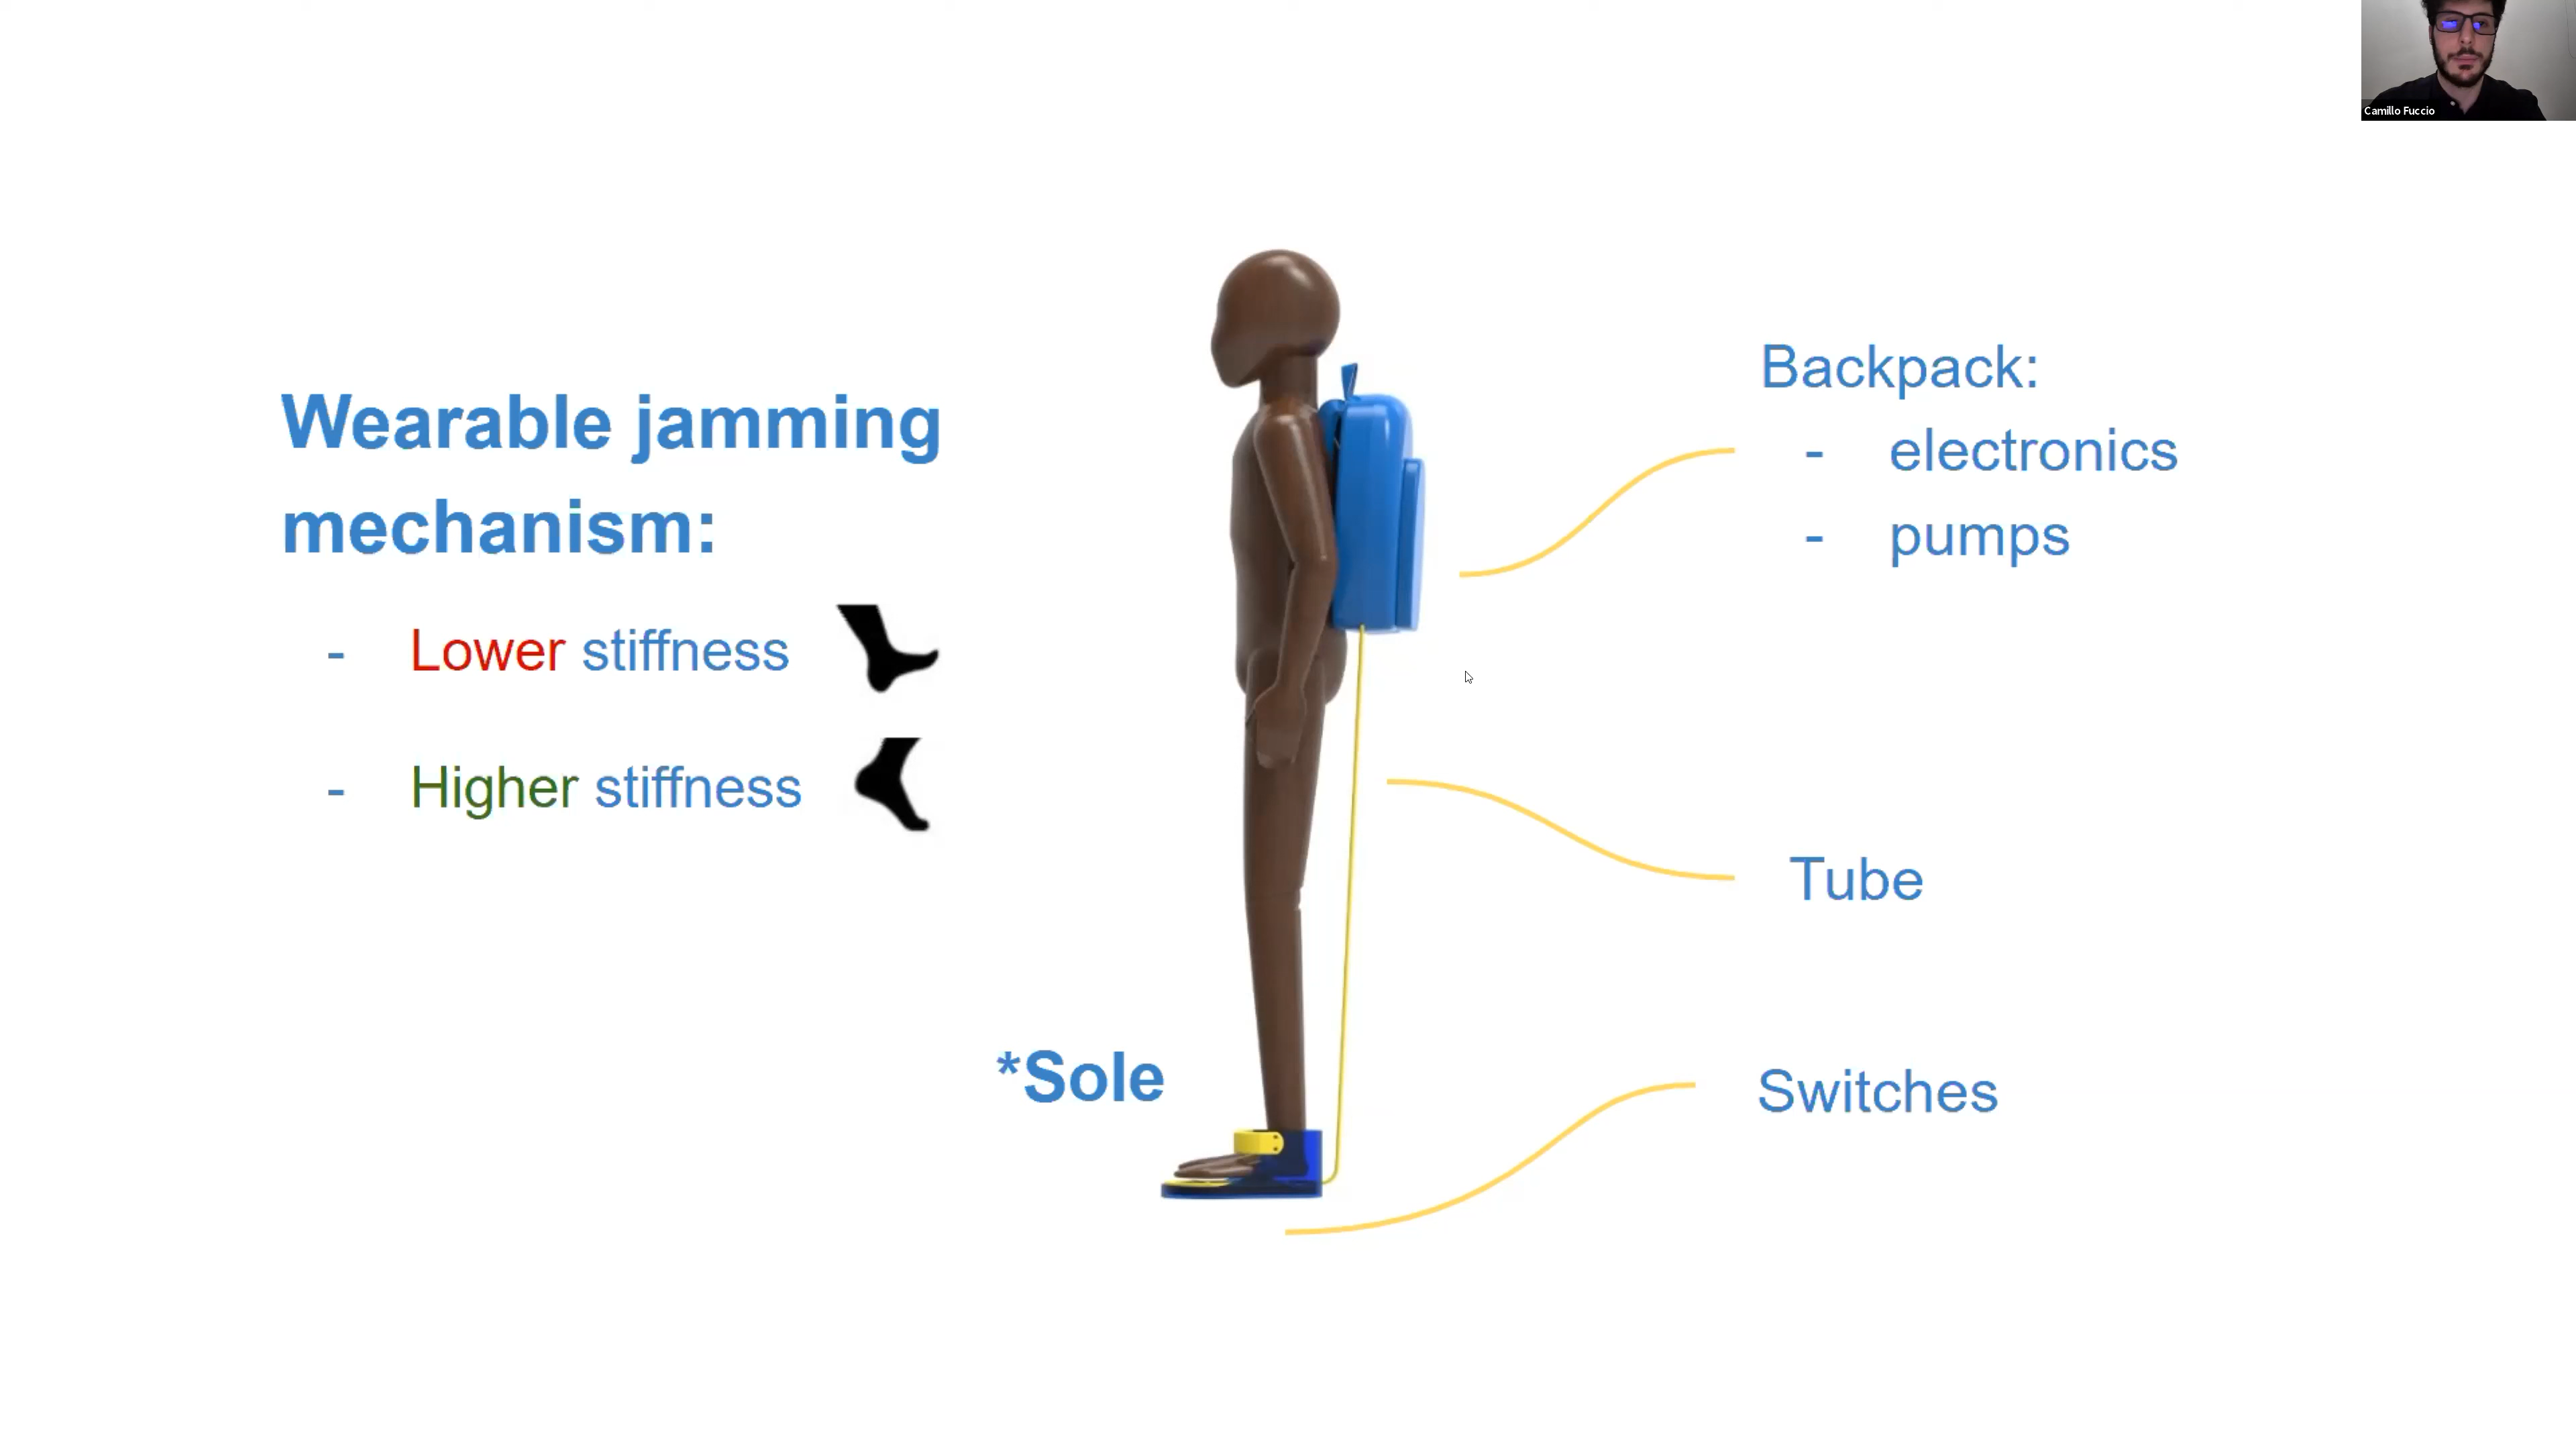 Camillo Fuccio
Wearable jamming
mechanism:
- Lower stiffness
- Higher stiffness
*Sole
Backpack:
- electronics
- pumps
Tube
Switches